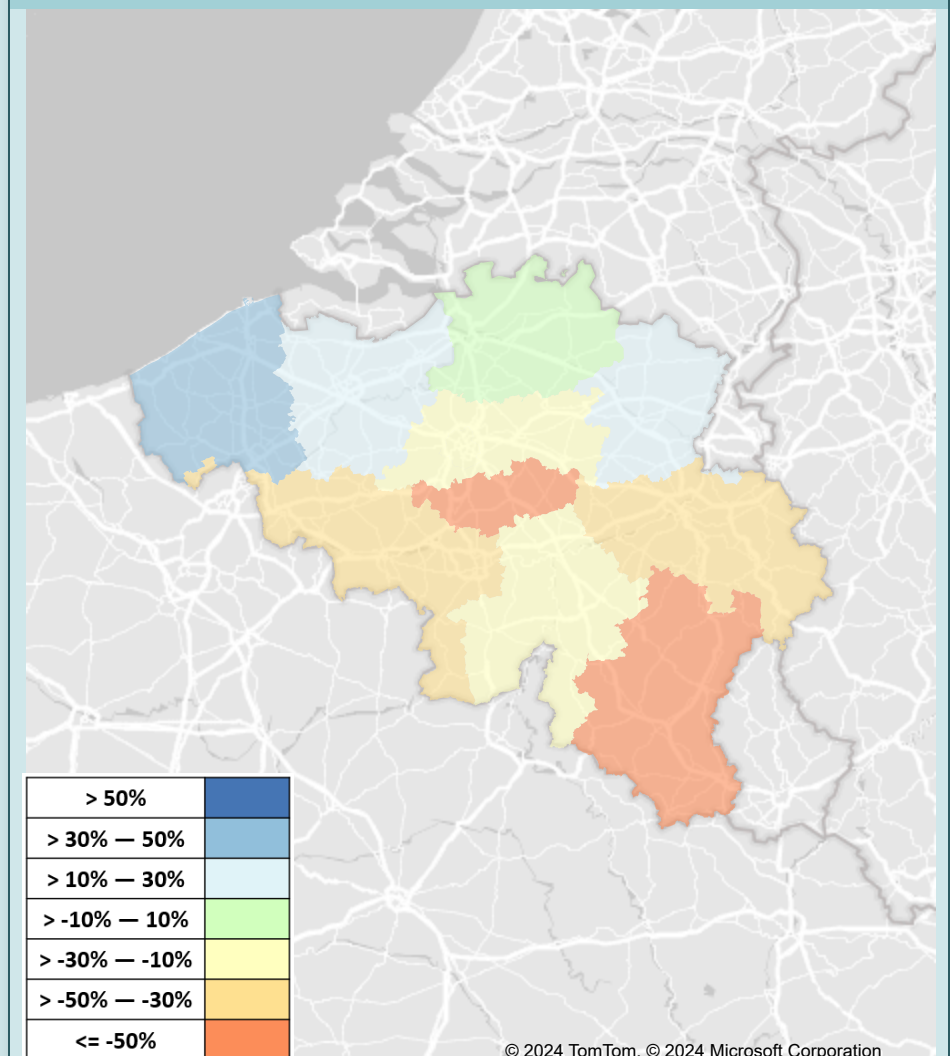 > 50%
> 30% — 50%
> 10% — 30%
> -10% — 10%
> -30% — -10%
> -50% — -30%
<= -50%
© 2024 TomTom, © 2024 Microsoft Corporation